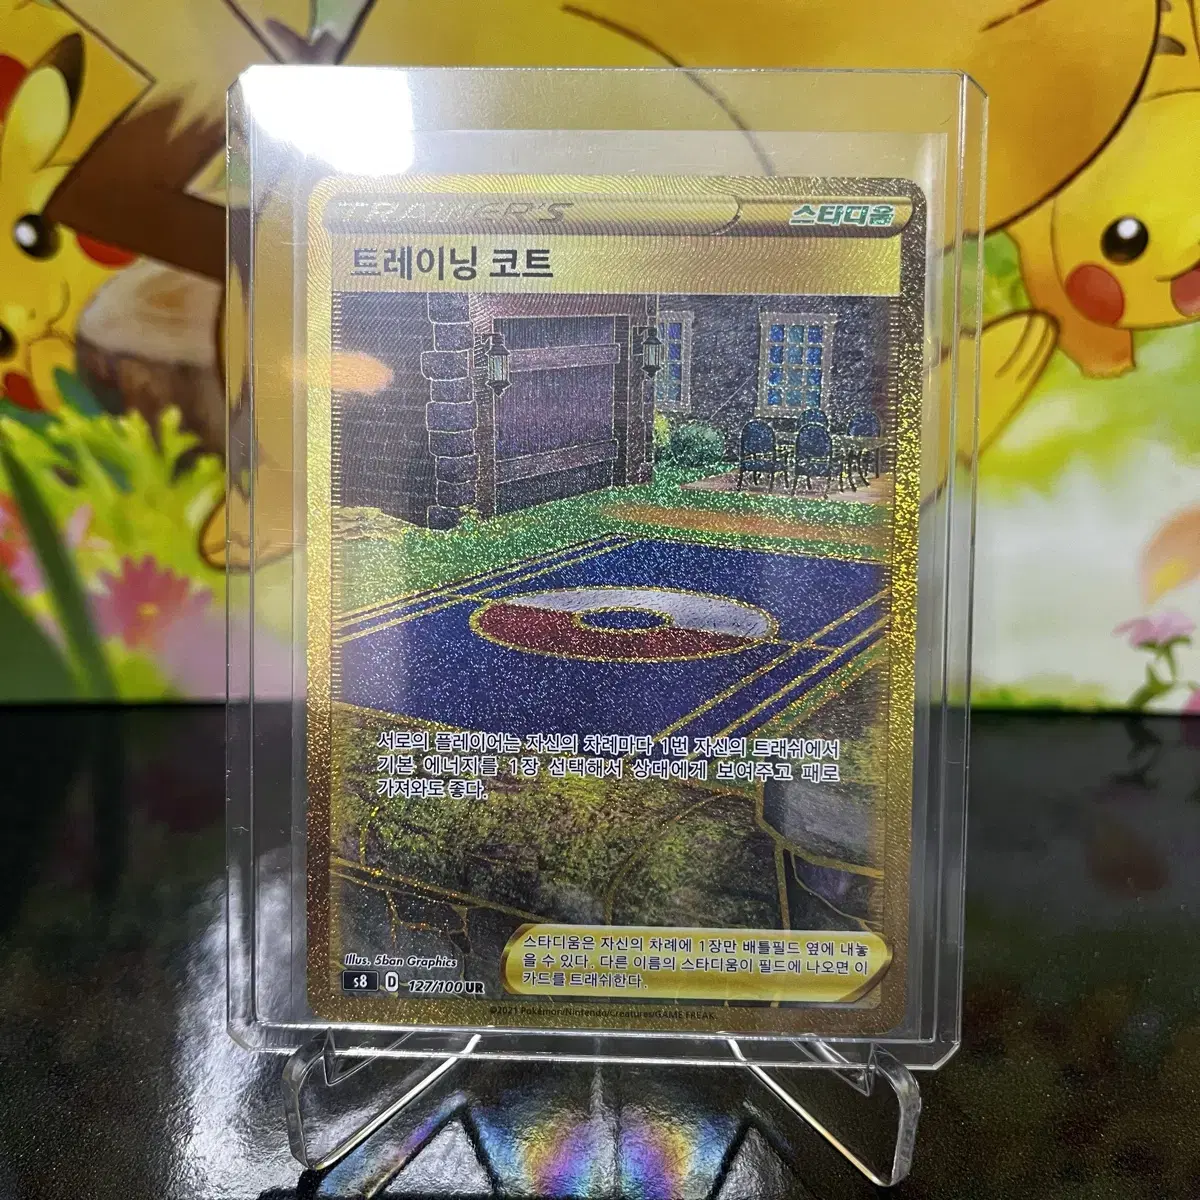 TRAINER'S
스타디움
트레이닝 코트
서로의 플레이어는 자신의 차례마다 1번 자신의 트래쉬에서
기본 에너지를 1장 선택해서 상대에게 보여주고 패로
가져와도 좋다.
스타디움은 자신의 차례에 1장만 배틀필드 옆에 내놓
을 수 있다. 다른 이름의 스타디움이 필드에 나오면 이
카드를 트래쉬한다.
Illus. 5ban Graphics
s8 D 127/100 UR
©2021 Pokémon/Nintendo/Creatures/GAME FREAK.